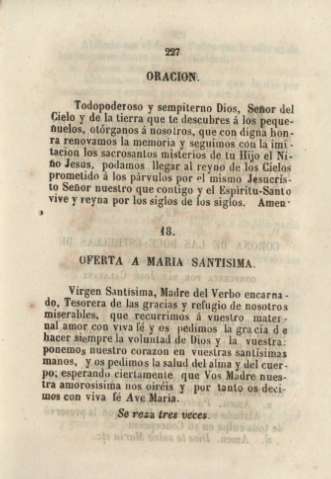 227
ORACION.
Todopoderoso y sempiterno Dios, Señor del
Cielo y de la tierra que te descubres á los peque-
ñuelos, otórganos á nosotros, que con digna hon-
ra renovamos la memoria y seguimos con la imi-
tacion los sacrosantos misterios de tu Hijo el Ni-
ño Jesus, podamos llegar al reyno de los Cielos
prometido á los párvulos por el mismo Jesucris-
to Señor nuestro que contigo y el Espíritu-Santo
vive y reyna por los siglos de los siglos. Amen
18.
OFERTA A MARIA SANTISIMA.
Vírgen Santísima, Madre del Verbo encarna-
do, Tesorera de las gracias y refugio de nosotros
miserables, que recurrimos á vuestro mater-
nal amor con viva fé y os pedimos la gracia de
hacer siempre la voluntad de Dios y la vuestra:
ponemos nuestro corazon en vuestras santísimas
manos, y os pedimos la salud del alma y del cuer-
po; esperando ciertamente que Vos Madre nues-
tra amorosísima nos oiréis y por tanto os deci-
mos con viva fé Ave Maria.
Se reza tres veces.